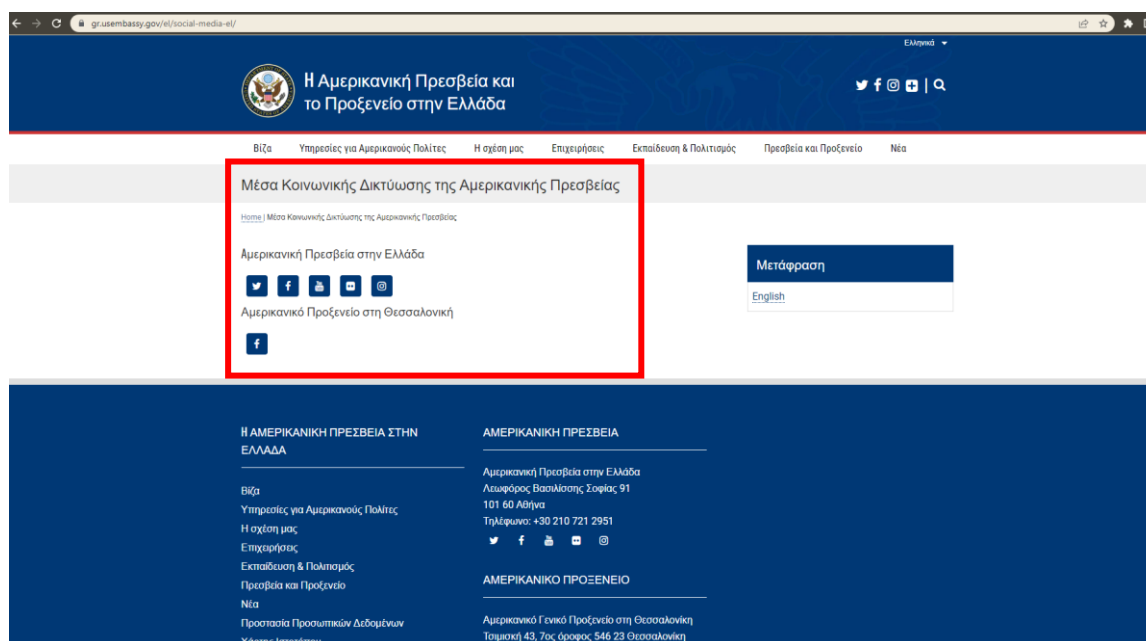 gr.usembassy.gov/el/social-media-el/
Ελληνικά
Η Αμερικανική Πρεσβεία και
το Προξενείο στην Ελλάδα
Βίζα Υπηρεσίες για Αμερικανούς Πολίτες Η σχέση μας Επιχειρήσεις Εκπαίδευση & Πολιτισμός Πρεσβεία και Προξενείο Νέα
Μέσα Κοινωνικής Δικτύωσης της Αμερικανικής Πρεσβείας
Home | Μέσα Κοινωνικής Δικτύωσης της Αμερικανικής Πρεσβείας
Αμερικανική Πρεσβεία στην Ελλάδα
Αμερικανικό Προξενείο στη Θεσσαλονική
Μετάφραση
English
Η ΑΜΕΡΙΚΑΝΙΚΗ ΠΡΕΣΒΕΙΑ ΣΤΗΝ
ΕΛΛΑΔΑ
Βίζα
Υπηρεσίες για Αμερικανούς Πολίτες
Η σχέση μας
Επιχειρήσεις
Εκπαίδευση & Πολιτισμός
Πρεσβεία και Προξενείο
Νέα
Προστασία Προσωπικών Δεδομένων
Χάρτης Ιστοτόπου
ΑΜΕΡΙΚΑΝΙΚΗ ΠΡΕΣΒΕΙΑ
Αμερικανική Πρεσβεία στην Ελλάδα
Λεωφόρος Βασιλίσσης Σοφίας 91
101 60 Αθήνα
Τηλέφωνο: +30 210 721 2951
ΑΜΕΡΙΚΑΝΙΚΟ ΠΡΟΞΕΝΕΙΟ
Αμερικανικό Γενικό Προξενείο στη Θεσσαλονίκη
Τσιμισκή 43, 7ος όροφος 546 23 Θεσσαλονίκη